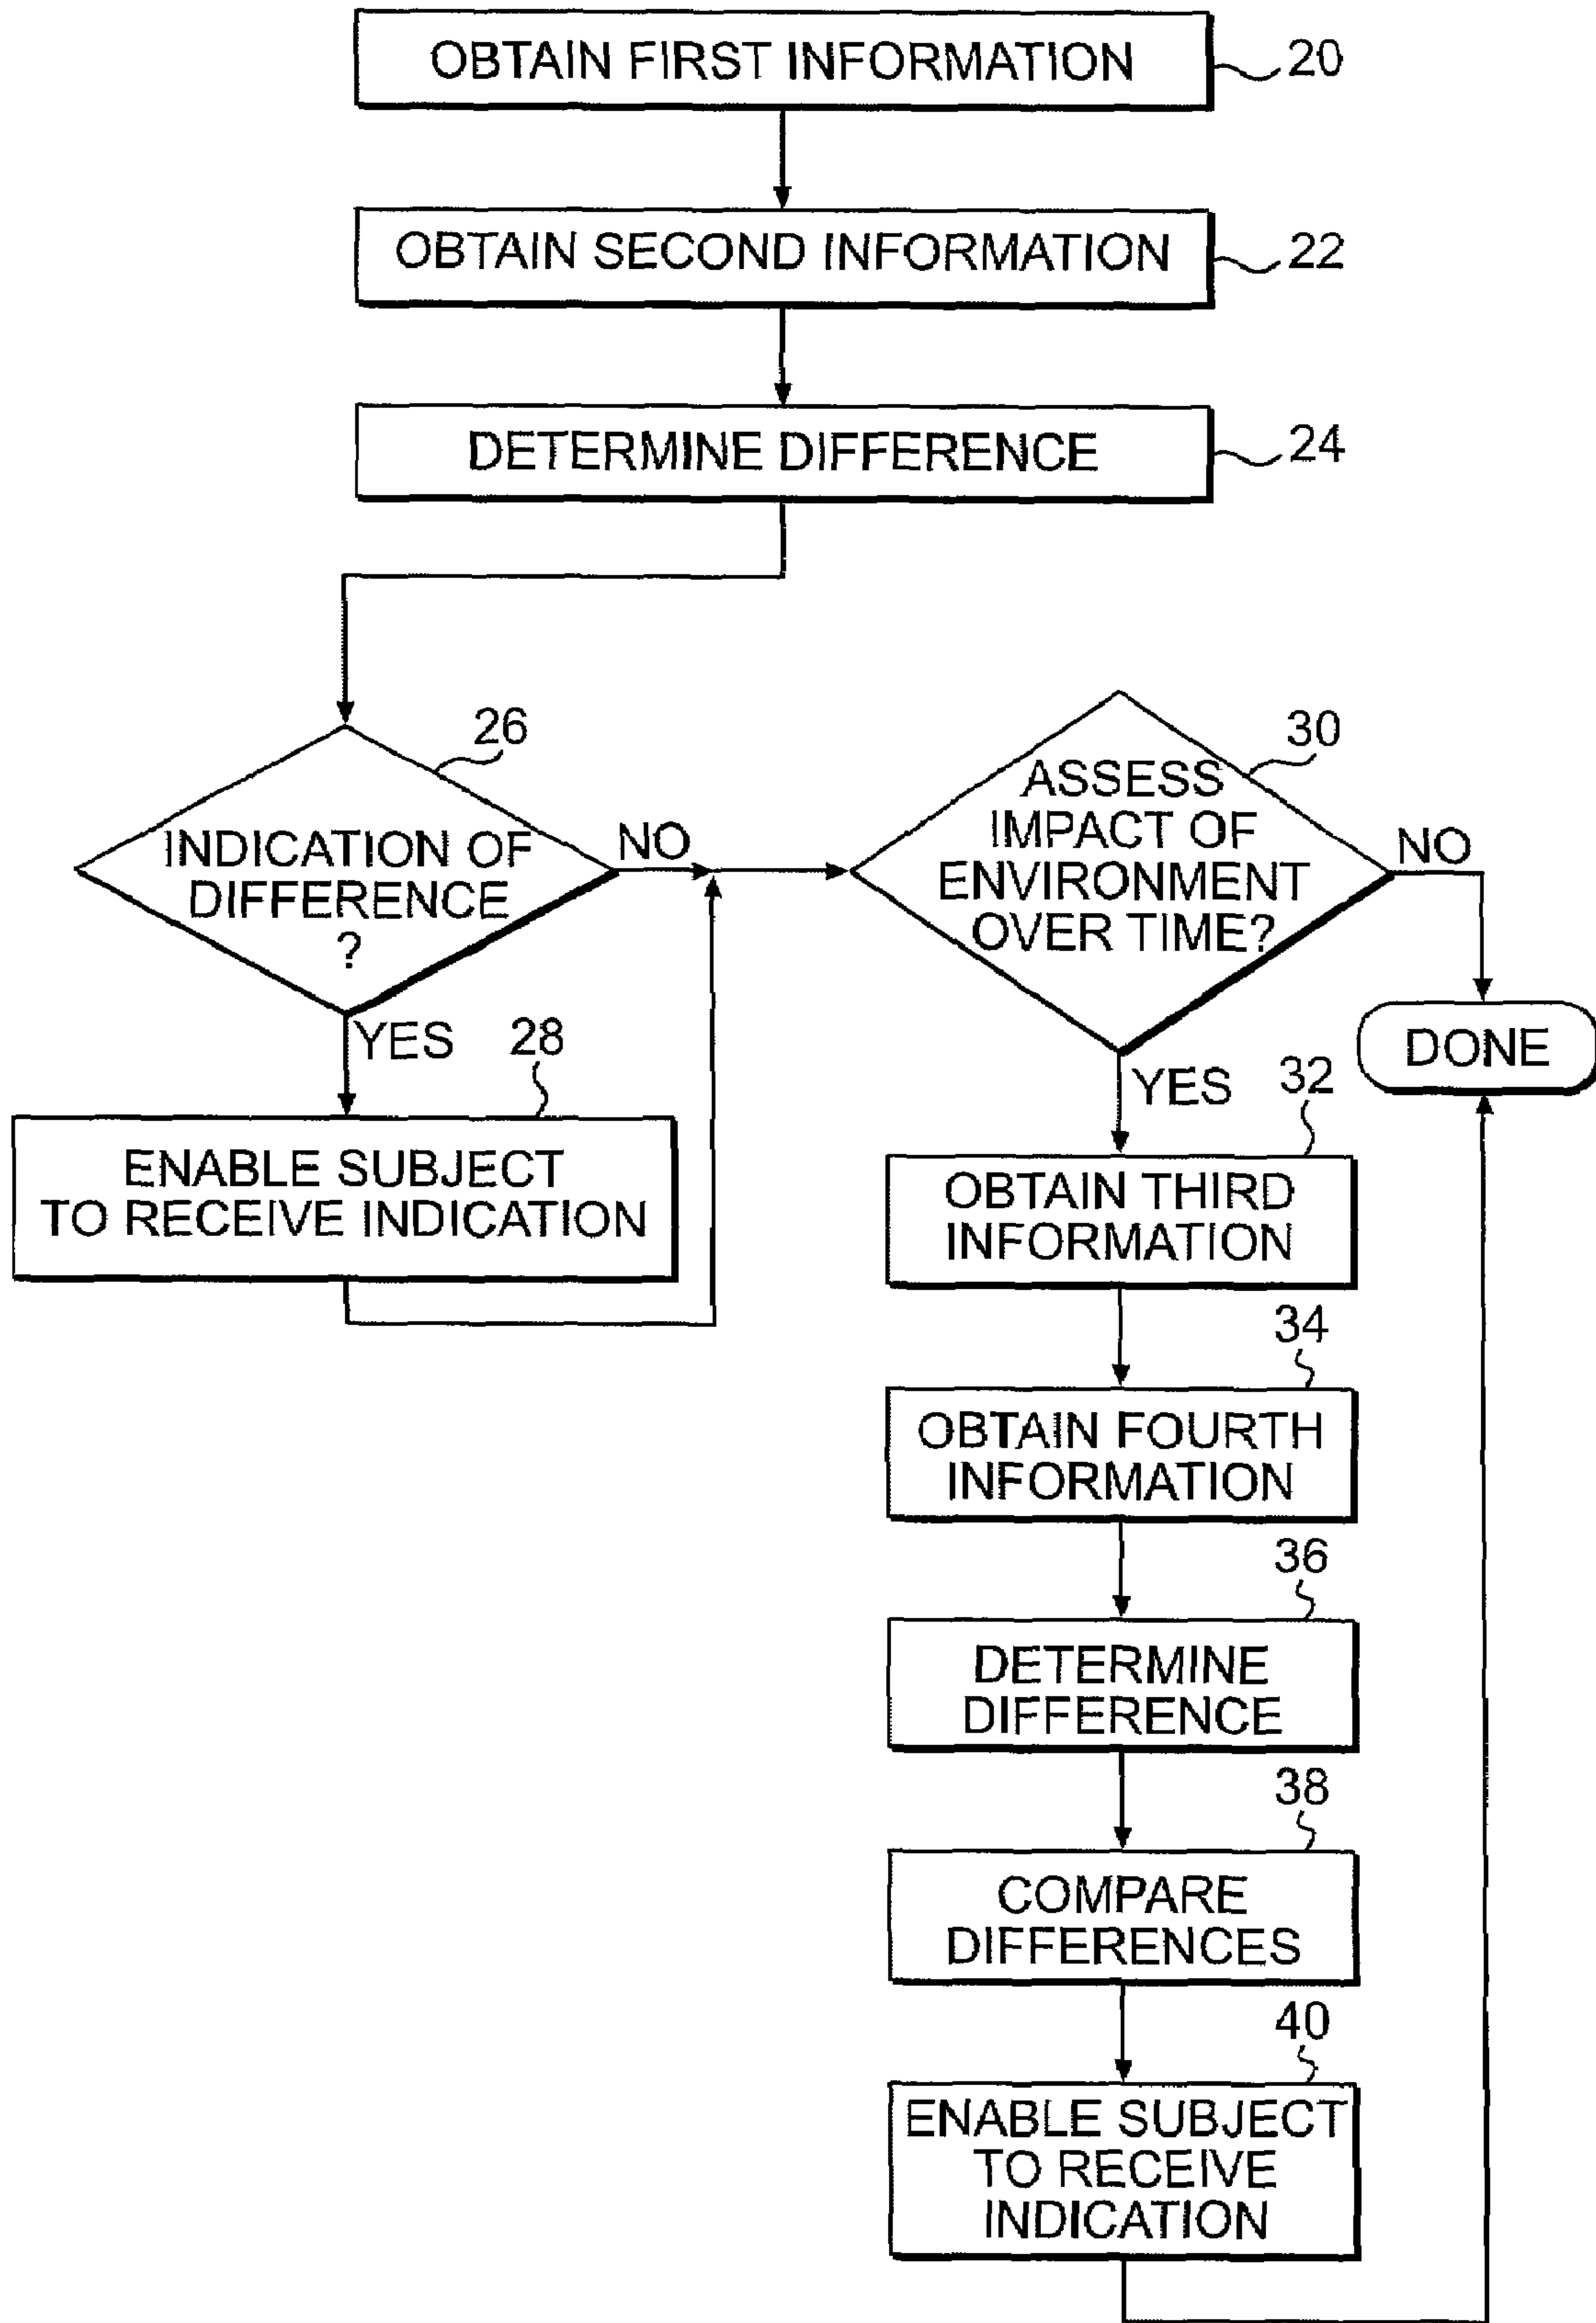 OBTAIN FIRST INFORMATION
20
OBTAIN SECOND INFORMATION
22
DETERMINE DIFFERENCE
24
26
INDICATION OF
DIFFERENCE
?
NO
YES
28
ENABLE SUBJECT
TO RECEIVE INDICATION
30
ASSESS
IMPACT OF
ENVIRONMENT
OVER TIME?
NO
DONE
YES
32
OBTAIN THIRD
INFORMATION
34
OBTAIN FOURTH
INFORMATION
36
DETERMINE
DIFFERENCE
38
COMPARE
DIFFERENCES
40
ENABLE SUBJECT
TO RECEIVE
INDICATION